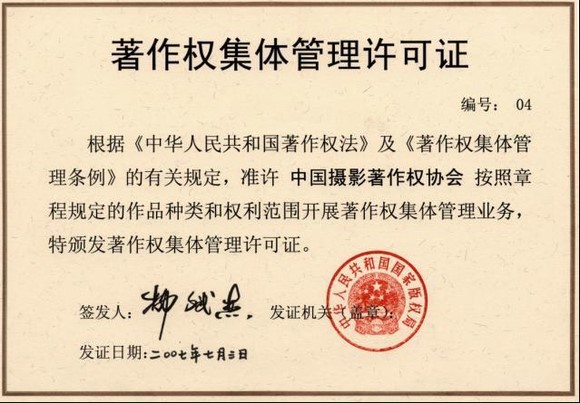 著作权集体管理许可证
编号： 04
根据《中华人民共和国著作权法》及《著作权集体管
理条例》的有关规定，准许 中国摄影著作权协会 按照章
程规定的作品种类和权利范围开展著作权集体管理业务，
特颁发著作权集体管理许可证。
签发人： 发证机关（盖章）：
中华人民共和国国家版权局
发证日期：二〇〇七年七月三日